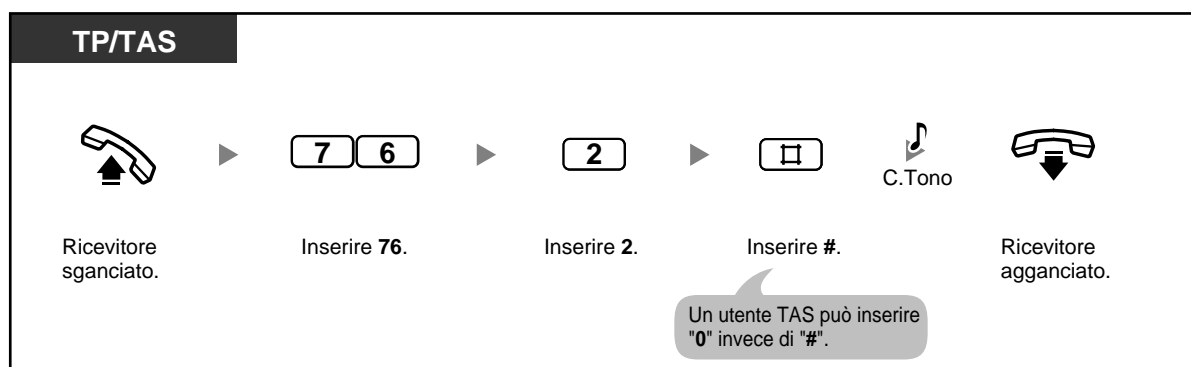 TP/TAS
7 6
2
#
C.Tono
Ricevitore
sganciato.
Inserire 76.
Inserire 2.
Inserire #.
Ricevitore
agganciato.
Un utente TAS può inserire
"0" invece di "#".